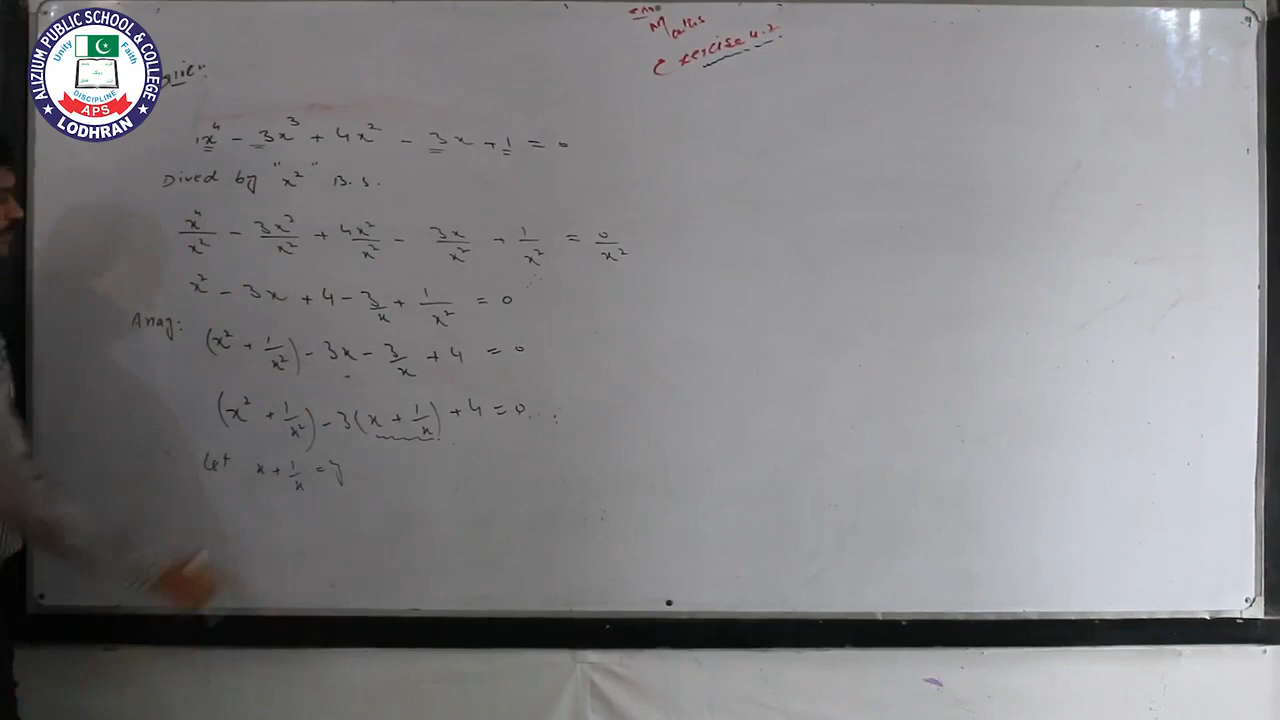 ALIZIUM PUBLIC SCHOOL & COLLEGE
Unity
Faith
DISCIPLINE
APS
LODHRAN
Maths
Exercise 4.2
1x⁴ - 3x³ + 4x² - 3x + 1 = 0
Dived by "x²" B.S.
x⁴/x² - 3x³/x² + 4x²/x² - 3x/x² + 1/x² = 0/x²
x² - 3x + 4 - 3/x + 1/x² = 0
(x² + 1/x²) - 3x - 3/x + 4 = 0
(x² + 1/x²) - 3(x + 1/x) + 4 = 0
Let x + 1/x = y